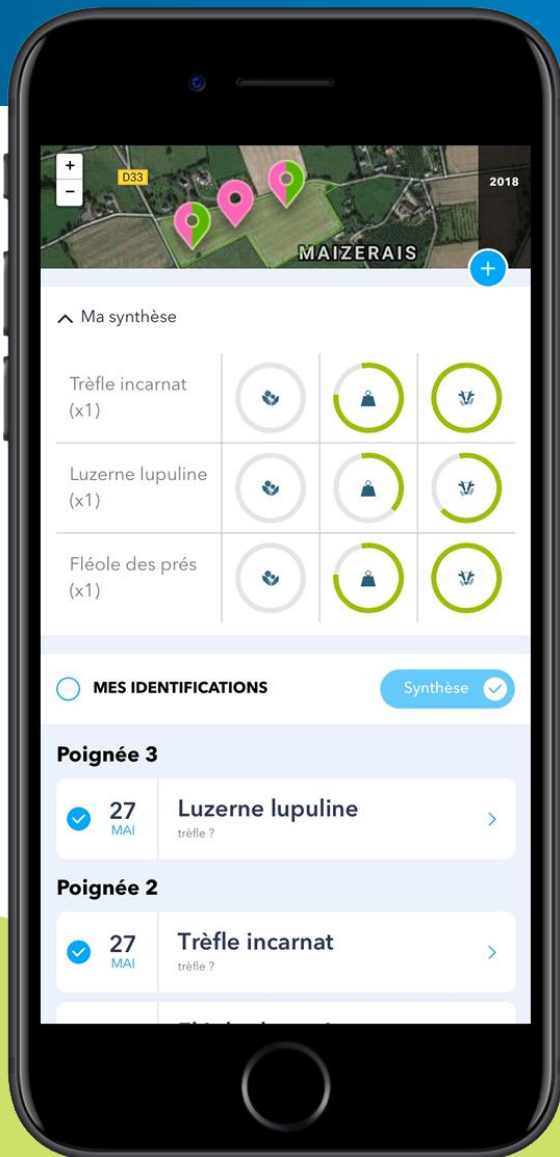 +
−
D33
2018
MAIZERAIS
+
Ma synthèse
Trèfle incarnat
(x1)
Luzerne lupuline
(x1)
Fléole des prés
(x1)
MES IDENTIFICATIONS
Synthèse
Poignée 3
27
MAI
Luzerne lupuline
trèfle ?
Poignée 2
27
MAI
Trèfle incarnat
trèfle ?